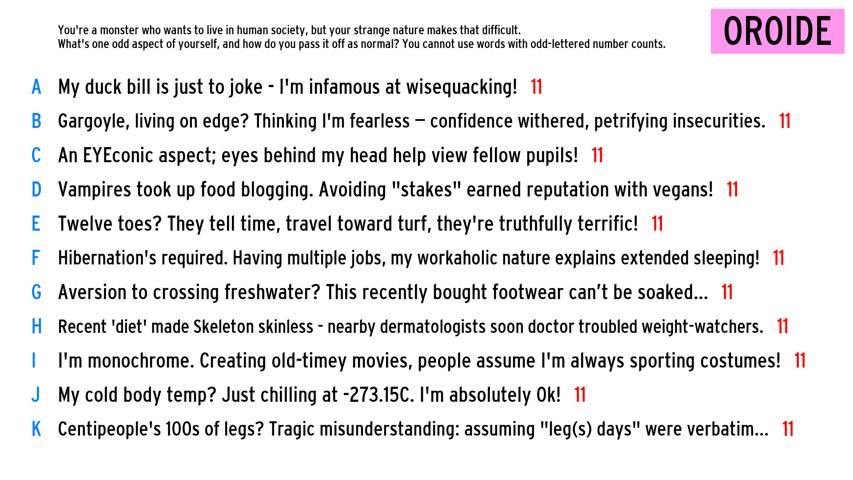 You're a monster who wants to live in human society, but your strange nature makes that difficult.
What's one odd aspect of yourself, and how do you pass it off as normal? You cannot use words with odd-lettered number counts.
OROIDE
A My duck bill is just to joke - I'm infamous at wisequacking! 11
B Gargoyle, living on edge? Thinking I'm fearless – confidence withered, petrifying insecurities. 11
C An EYEconic aspect; eyes behind my head help view fellow pupils! 11
D Vampires took up food blogging. Avoiding "stakes" earned reputation with vegans! 11
E Twelve toes? They tell time, travel toward turf, they're truthfully terrific! 11
F Hibernation's required. Having multiple jobs, my workaholic nature explains extended sleeping! 11
G Aversion to crossing freshwater? This recently bought footwear can’t be soaked... 11
H Recent 'diet' made Skeleton skinless - nearby dermatologists soon doctor troubled weight-watchers. 11
I I'm monochrome. Creating old-timey movies, people assume I'm always sporting costumes! 11
J My cold body temp? Just chilling at -273.15C. I'm absolutely 0k! 11
K Centipeople's 100s of legs? Tragic misunderstanding: assuming "leg(s) days" were verbatim... 11